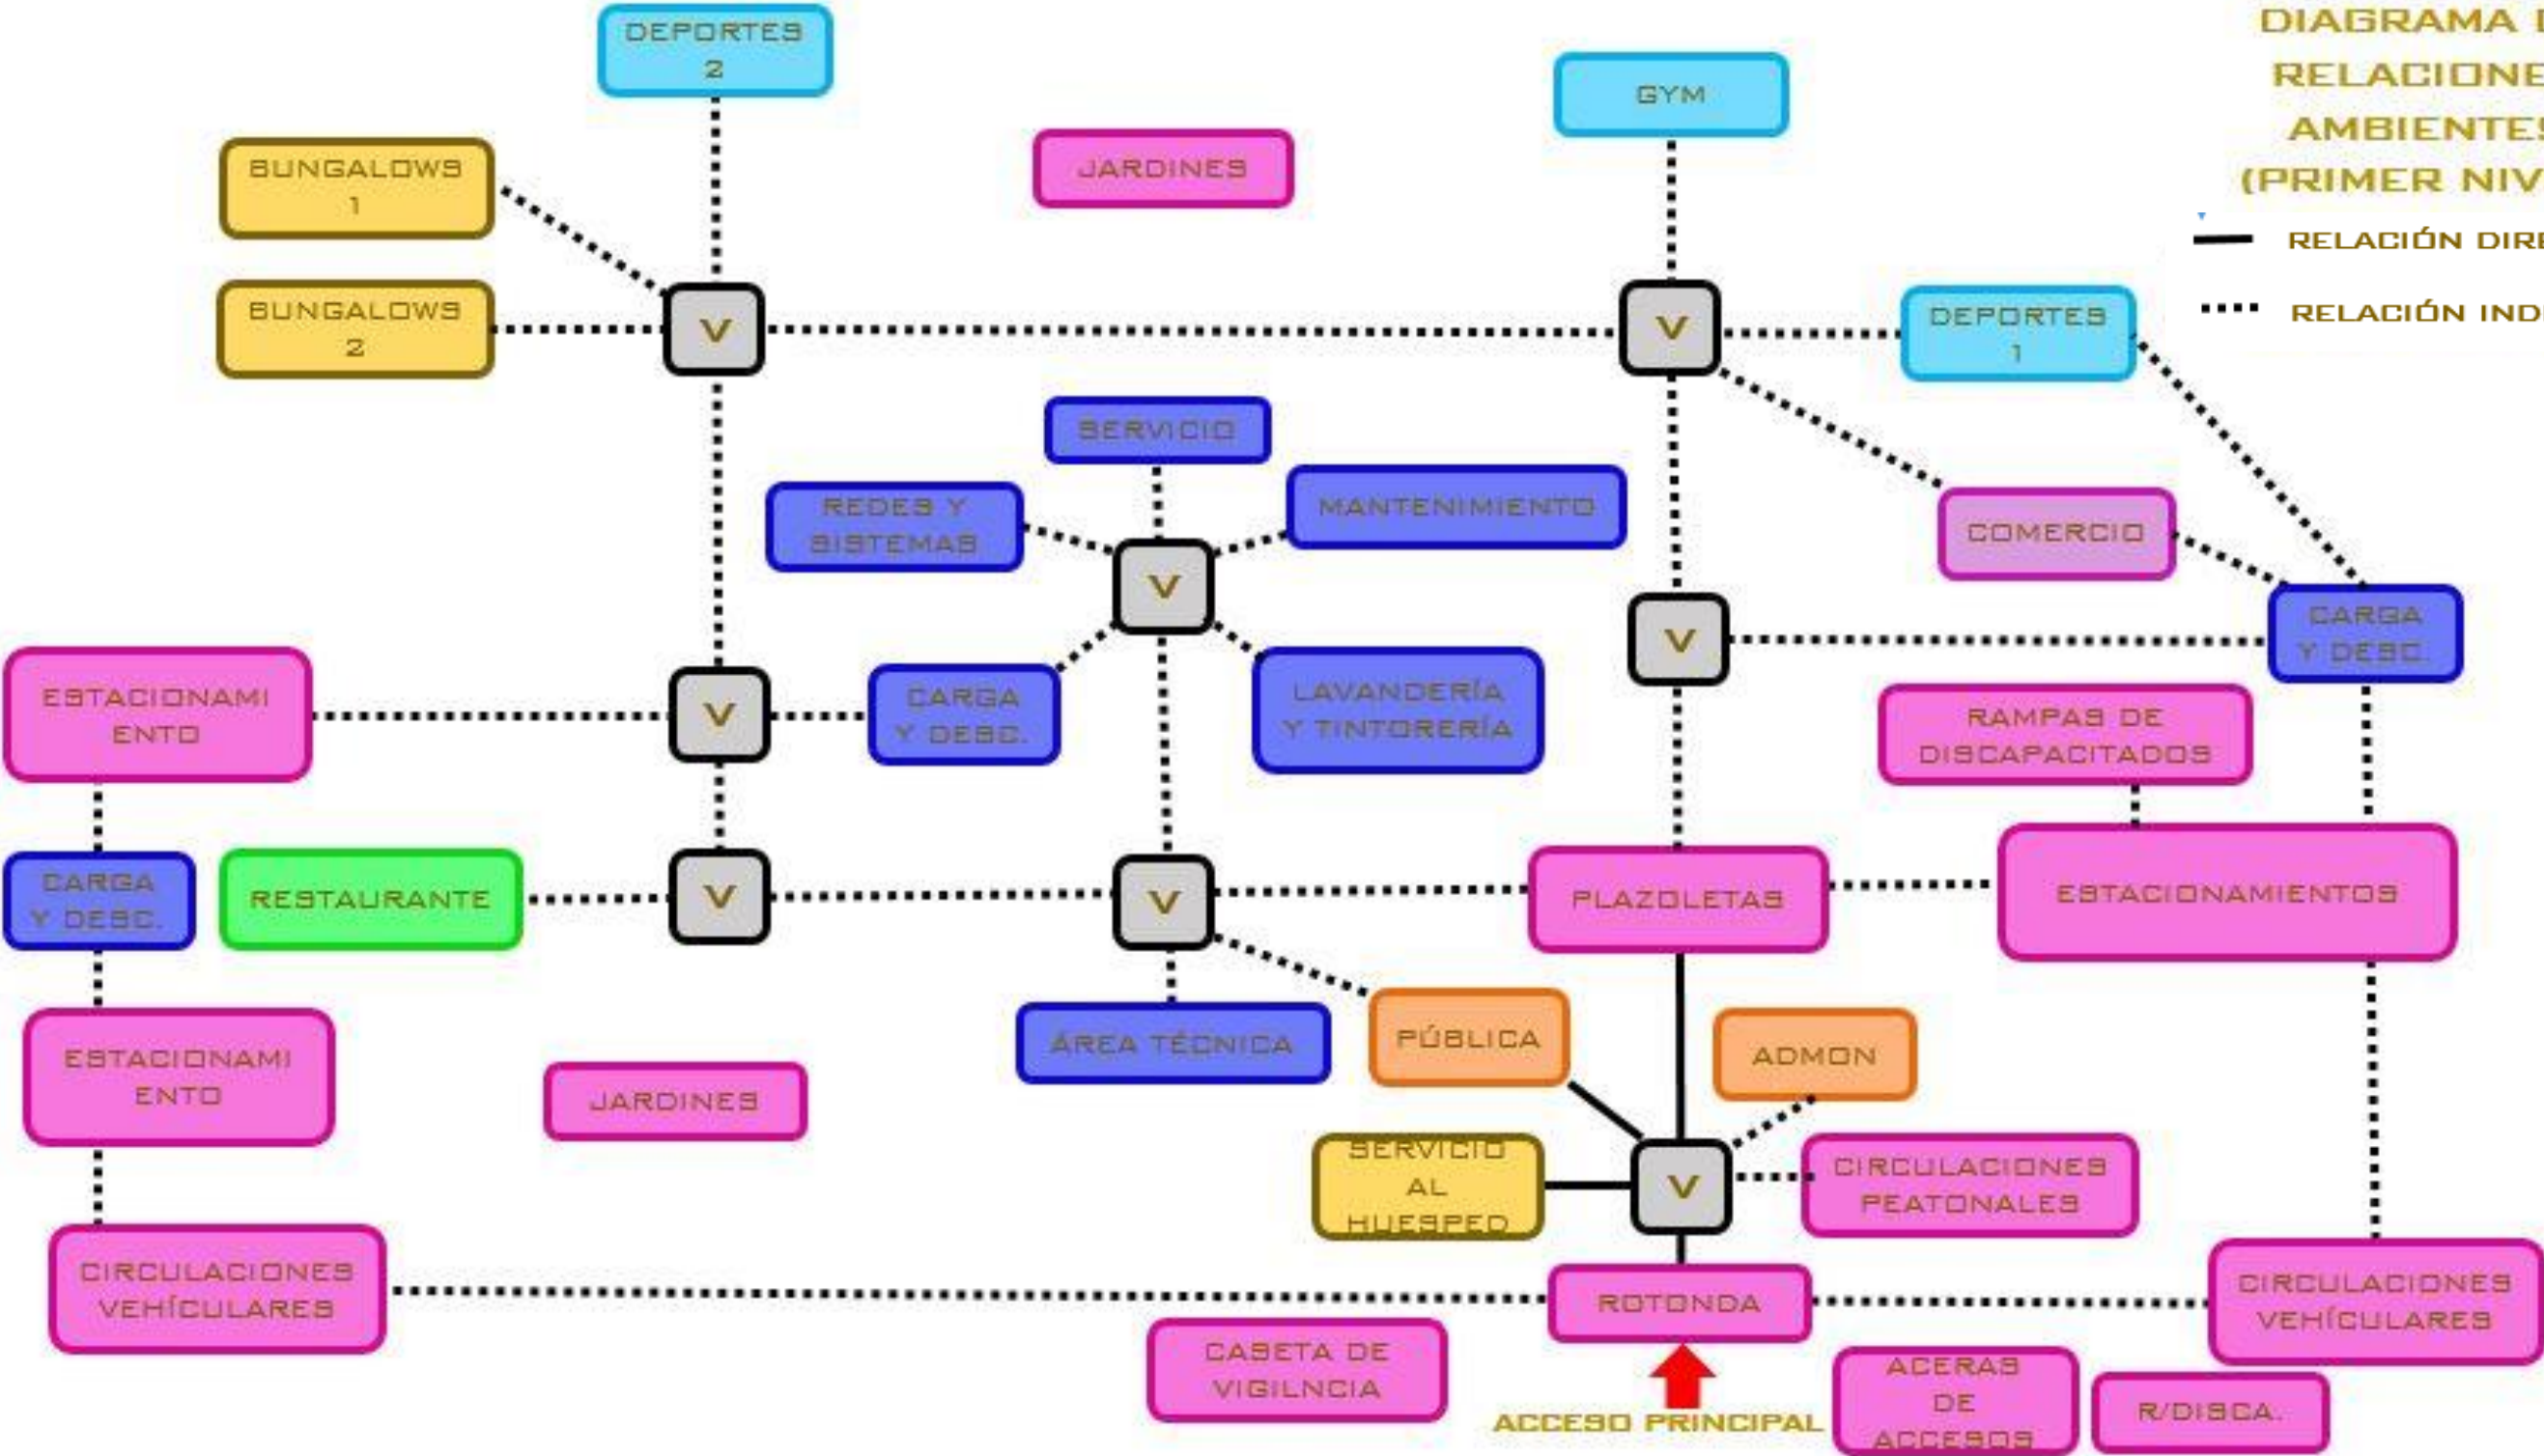 DEPORTES
2
GYM
DIAGRAMA
RELACIONE
AMBIENTES
(PRIMER NIV
RELACIÓN DIRE
RELACIÓN IND
BUNGALOWS
1
JARDINES
BUNGALOWS
2
V
V
DEPORTES
1
SERVICIO
REDES Y
SISTEMAS
MANTENIMIENTO
V
COMERCIO
V
CARGA
Y DESC.
ESTACIONAMI
ENTO
V
CARGA
Y DESC.
LAVANDERÍA
Y TINTORERÍA
RAMPAS DE
DISCAPACITADOS
CARGA
Y DESC.
RESTAURANTE
V
V
PLAZOLETAS
ESTACIONAMIENTOS
ESTACIONAMI
ENTO
JARDINES
ÁREA TÉCNICA
PÚBLICA
ADMON
SERVICIO
AL
HUESPED
V
CIRCULACIONES
PEATONALES
CIRCULACIONES
VEHÍCULARES
ROTONDA
CIRCULACIONES
VEHÍCULARES
CASETA DE
VIGILNCIA
ACCESO PRINCIPAL
ACERAS
DE
ACCESOS
R/DISCA.